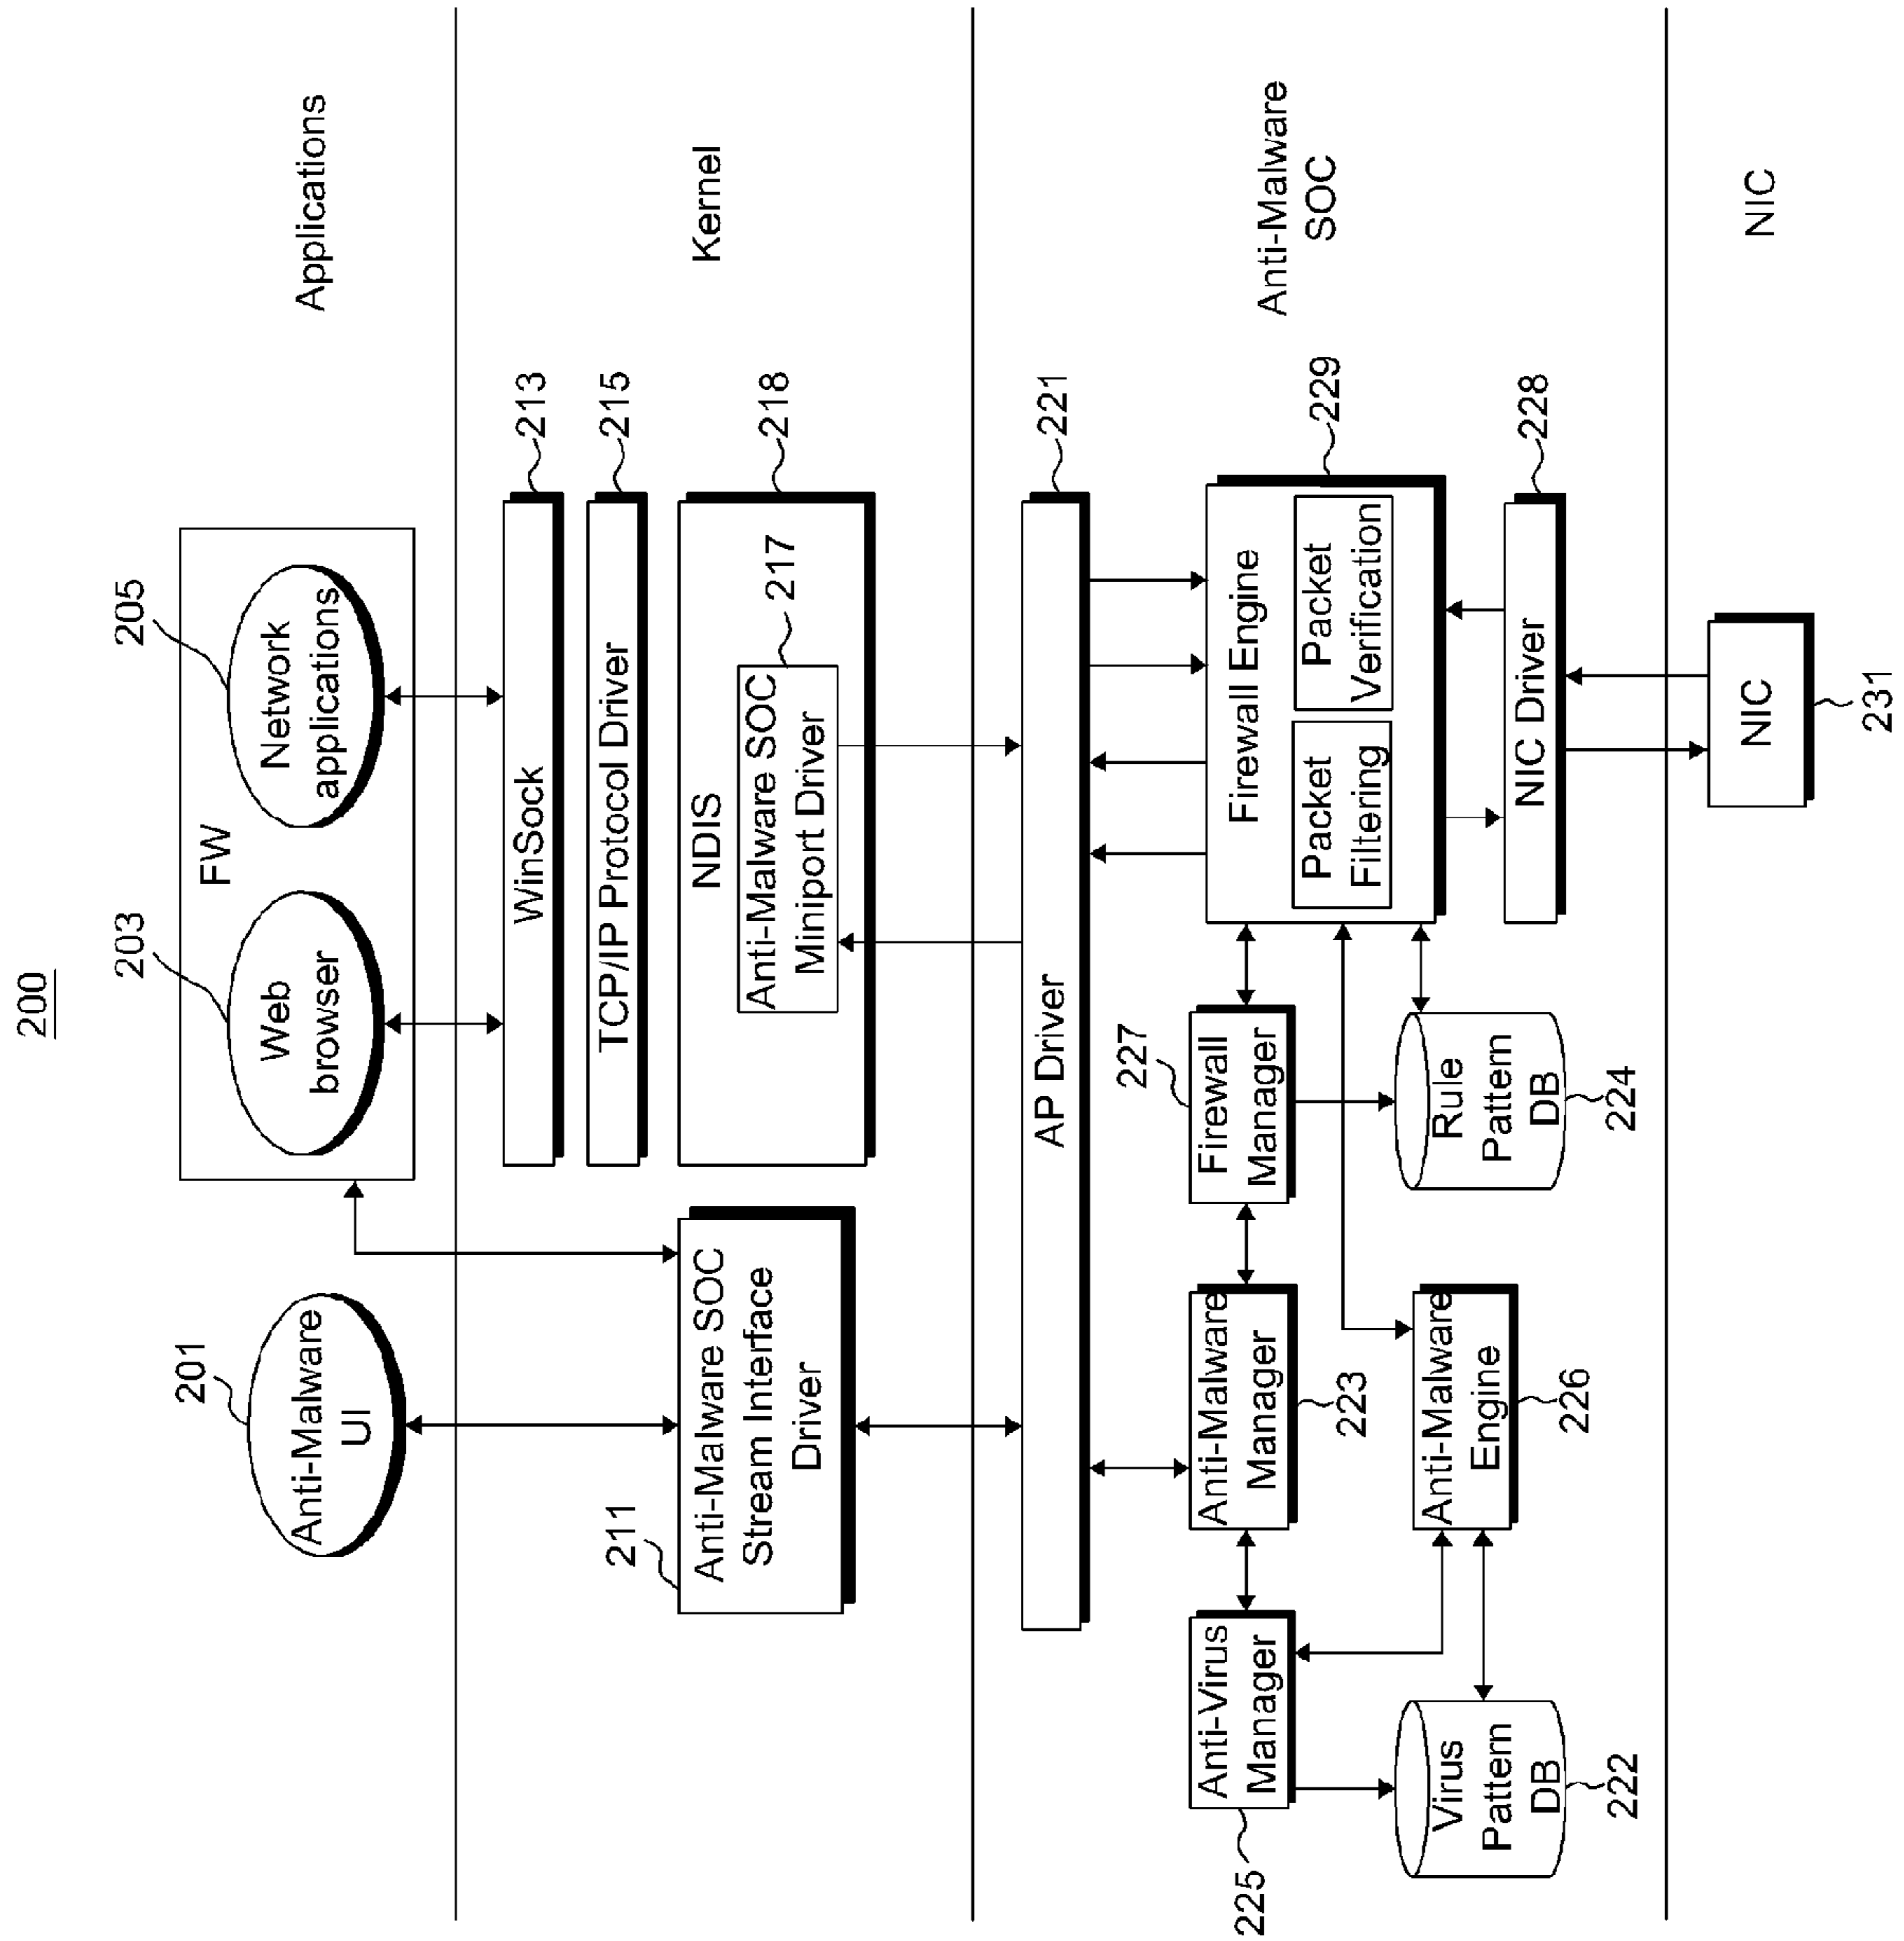 200
Applications
Kernel
Anti-Malware
SOC
NIC
201
Anti-Malware
UI
203
Web
browser
FW
205
Network
applications
211
Anti-Malware SOC
Stream Interface
Driver
WinSock
213
TCP/IP Protocol Driver
215
NDIS
218
Anti-Malware SOC
Miniport Driver
217
AP Driver
221
225
Anti-Virus
Manager
Anti-Malware
Manager
223
227
Firewall
Manager
Firewall Engine
Packet
Filtering
Packet
Verification
229
Virus
Pattern
DB
222
Anti-Malware
Engine
226
Rule
Pattern
DB
224
NIC Driver
228
NIC
231